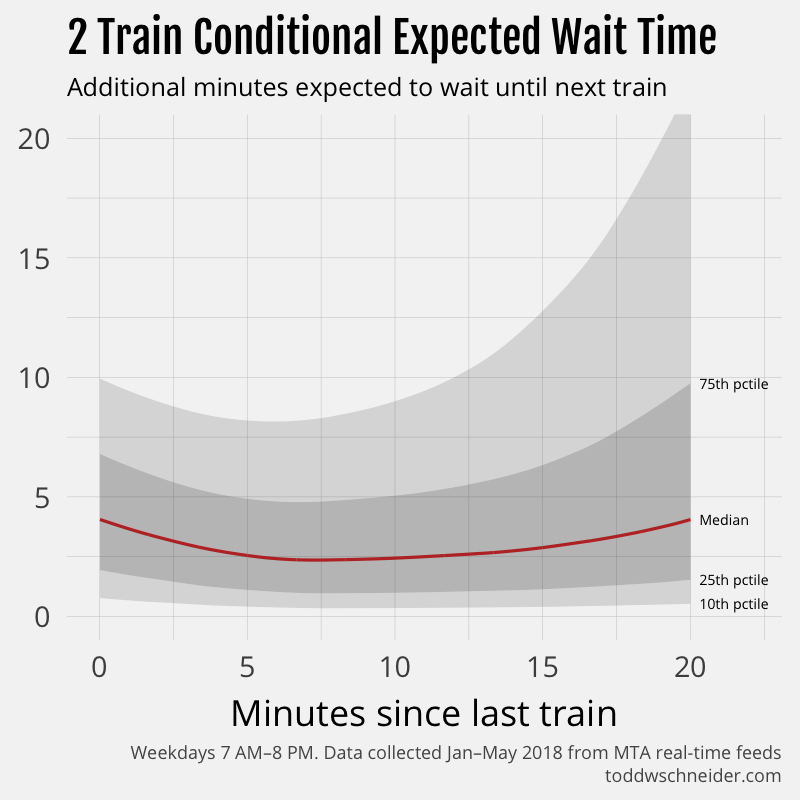 2 Train Conditional Expected Wait Time
Additional minutes expected to wait until next train
20
15
10
5
0
75th pctile
Median
25th pctile
10th pctile
0 5 10 15 20
Minutes since last train
Weekdays 7 AM–8 PM. Data collected Jan–May 2018 from MTA real-time feeds
toddwschneider.com